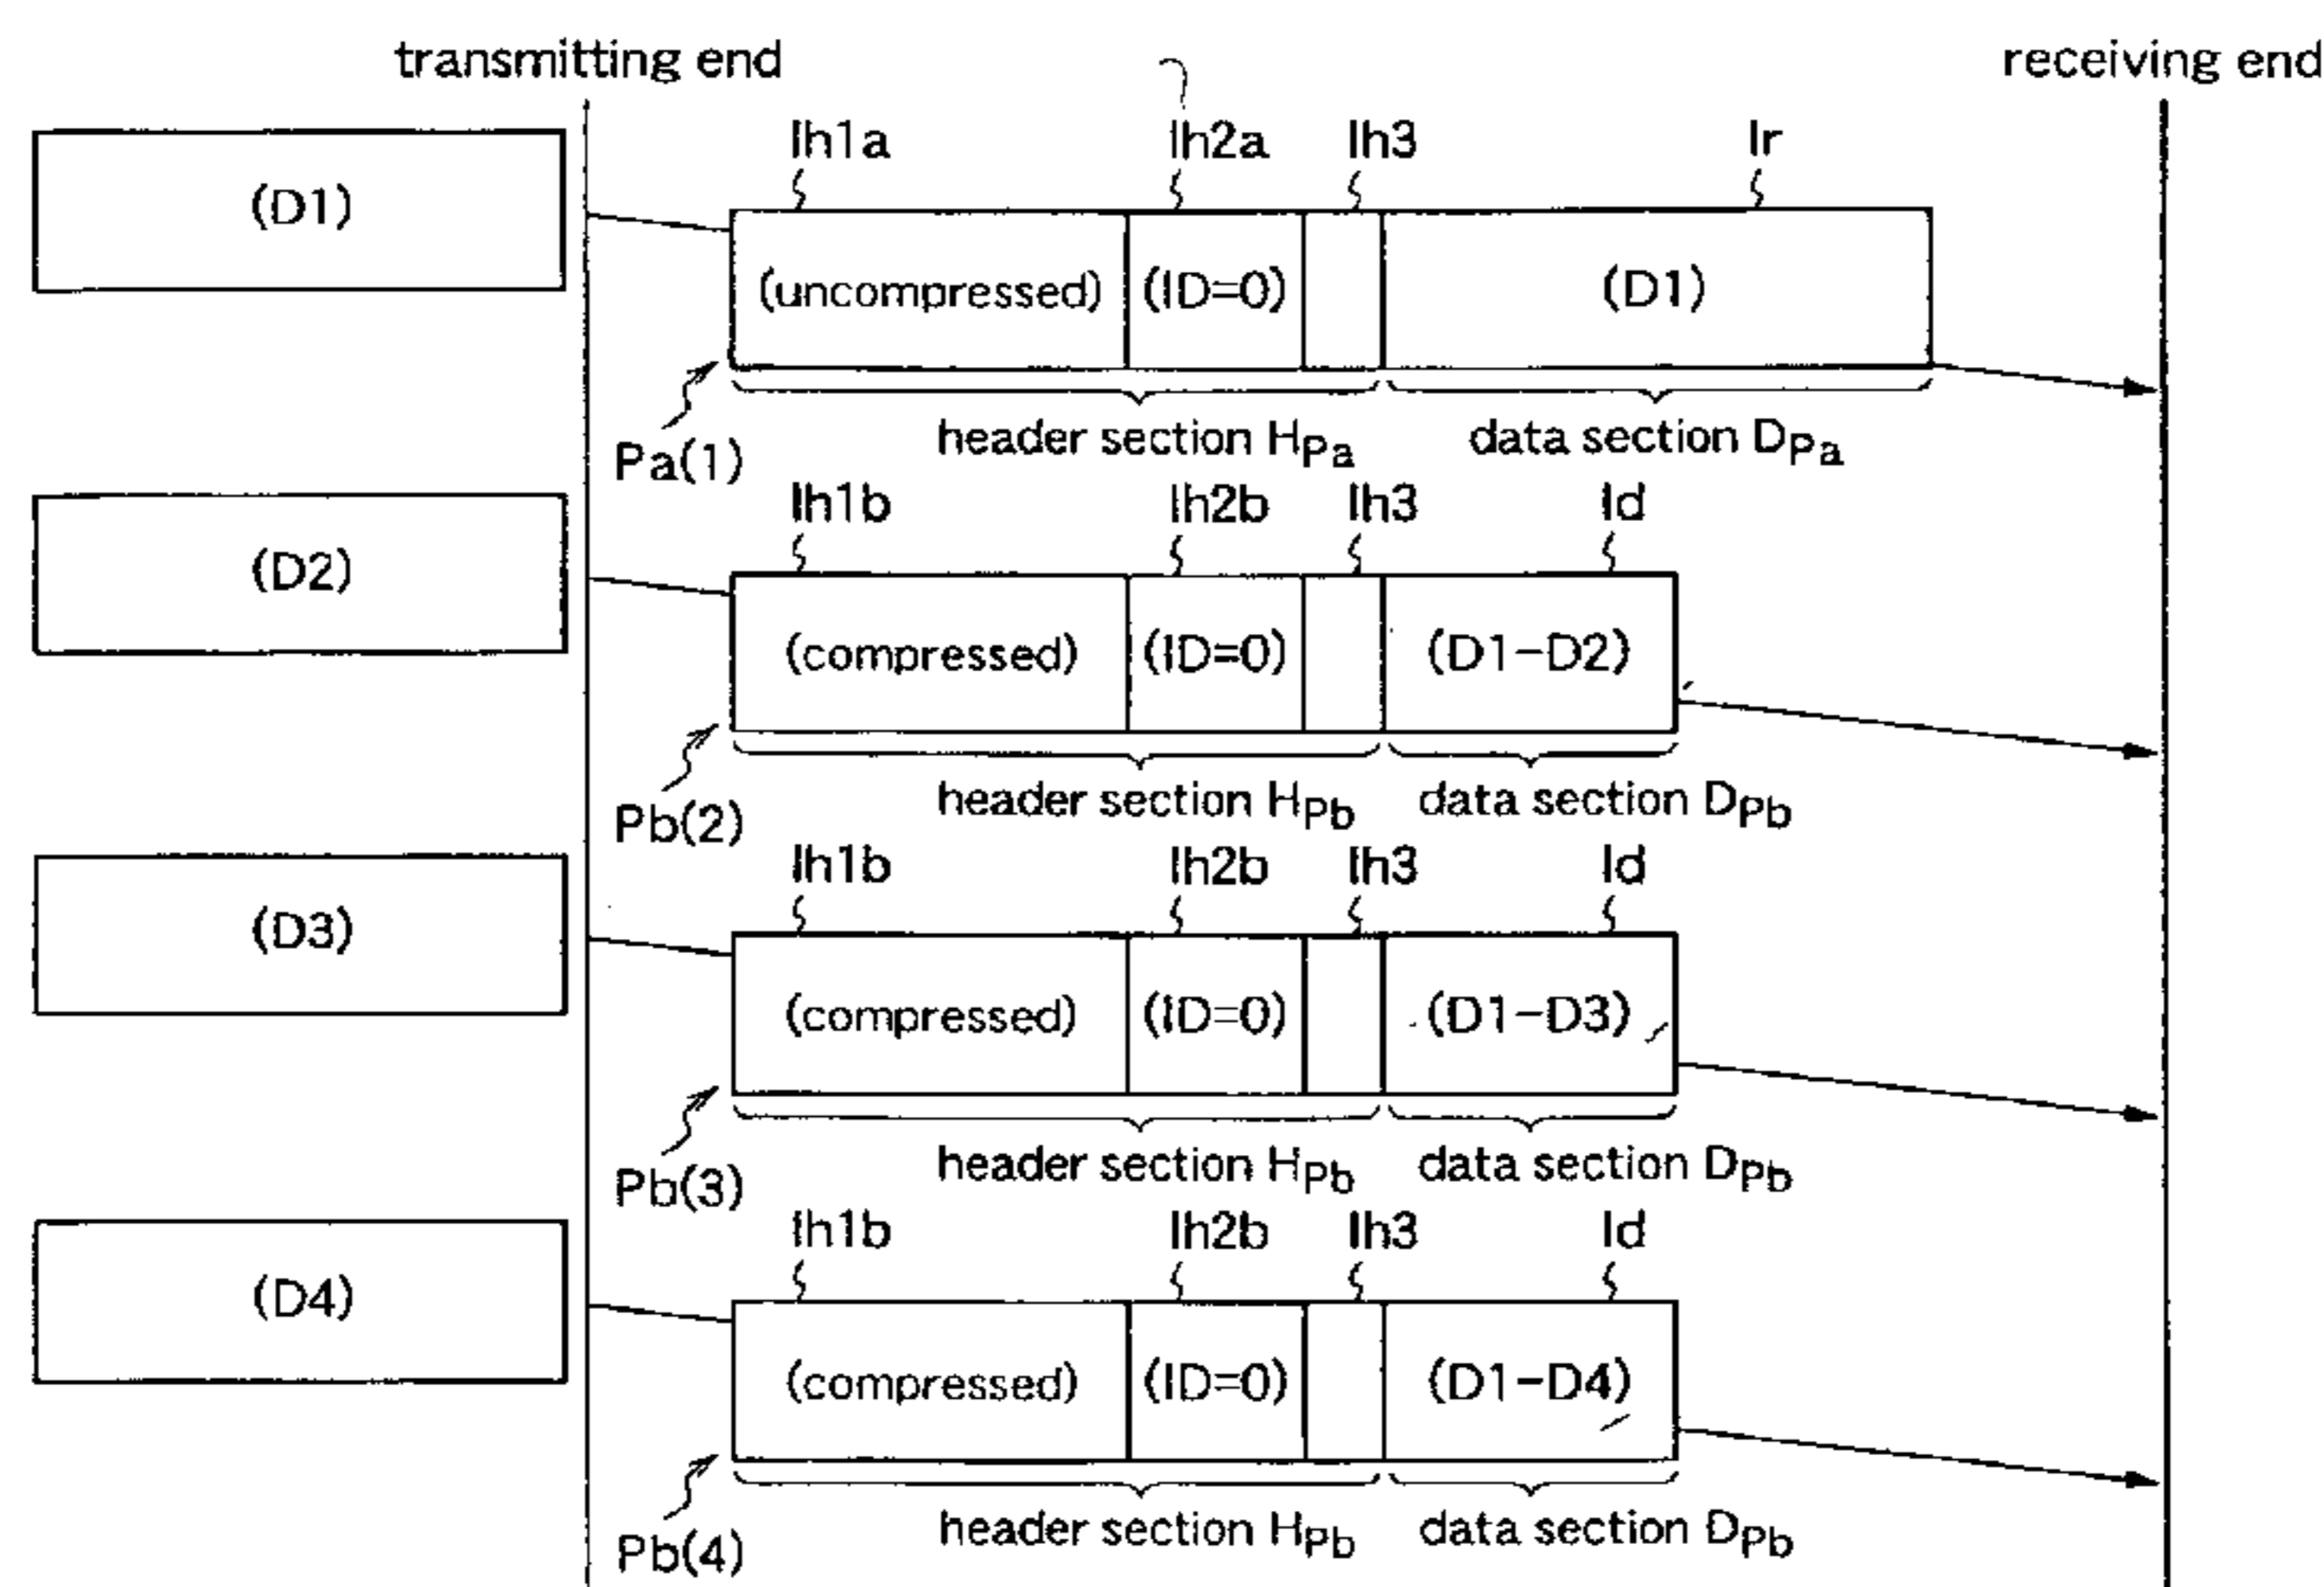 transmitting end receiving end
Ih1a Ih2a Ih3 Ir
(D1) (uncompressed) (ID=0) (D1)
Pa(1) header section HPa data section DPa
Ih1b Ih2b Ih3 Id
(D2) (compressed) (ID=0) (D1-D2)
Pb(2) header section HPb data section DPb
Ih1b Ih2b Ih3 Id
(D3) (compressed) (ID=0) (D1-D3)
Pb(3) header section HPb data section DPb
Ih1b Ih2b Ih3 Id
(D4) (compressed) (ID=0) (D1-D4)
Pb(4) header section HPb data section DPb